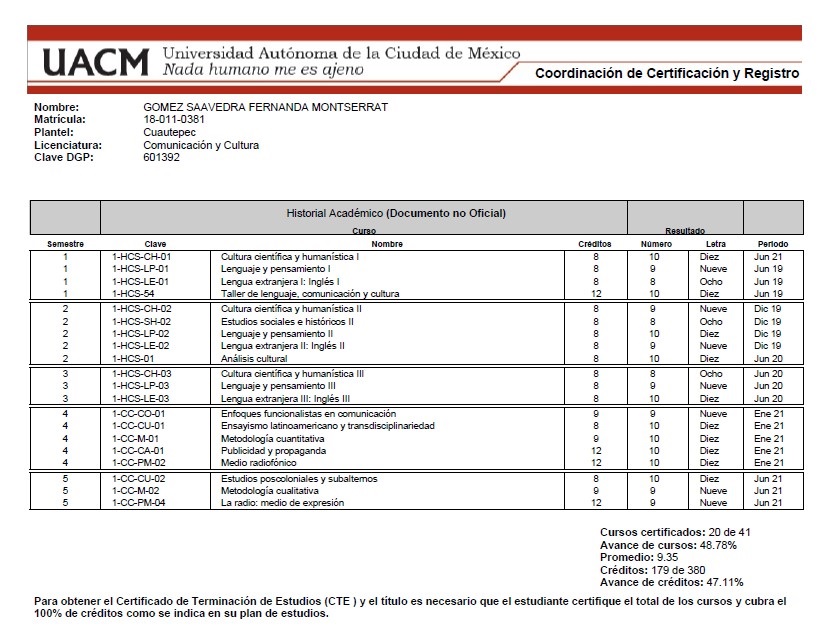 UACM Universidad Autónoma de la Ciudad de México
Nada humano me es ajeno
Coordinación de Certificación y Registro
Nombre: GOMEZ SAAVEDRA FERNANDA MONTSERRAT
Matrícula: 18-011-0381
Plantel: Cuautepec
Licenciatura: Comunicación y Cultura
Clave DGP: 601392
Historial Académico (Documento no Oficial)
Curso Resultado
Semestre Clave Nombre Créditos Número Letra Periodo
1 1-HCS-CH-01 Cultura científica y humanística I 8 10 Diez Jun 21
1 1-HCS-LP-01 Lenguaje y pensamiento I 8 9 Nueve Jun 19
1 1-HCS-LE-01 Lengua extranjera I: Inglés I 8 8 Ocho Jun 19
1 1-HCS-54 Taller de lenguaje, comunicación y cultura 12 10 Diez Jun 19
2 1-HCS-CH-02 Cultura científica y humanística II 8 9 Nueve Dic 19
2 1-HCS-SH-02 Estudios sociales e históricos II 8 8 Ocho Dic 19
2 1-HCS-LP-02 Lenguaje y pensamiento II 8 10 Diez Dic 19
2 1-HCS-LE-02 Lengua extranjera II: Inglés II 8 9 Nueve Dic 19
2 1-HCS-01 Análisis cultural 8 10 Diez Jun 20
3 1-HCS-CH-03 Cultura científica y humanística III 8 8 Ocho Jun 20
3 1-HCS-LP-03 Lenguaje y pensamiento III 8 9 Nueve Jun 20
3 1-HCS-LE-03 Lengua extranjera III: Inglés III 8 10 Diez Jun 20
4 1-CC-CO-01 Enfoques funcionalistas en comunicación 9 9 Nueve Ene 21
4 1-CC-CU-01 Ensayismo latinoamericano y transdisciplinariedad 8 10 Diez Ene 21
4 1-CC-M-01 Metodología cuantitativa 9 10 Diez Ene 21
4 1-CC-CA-01 Publicidad y propaganda 12 10 Diez Ene 21
4 1-CC-PM-02 Medio radiofónico 12 10 Diez Ene 21
5 1-CC-CU-02 Estudios poscoloniales y subalternos 8 10 Diez Jun 21
5 1-CC-M-02 Metodología cualitativa 9 9 Nueve Jun 21
5 1-CC-PM-04 La radio: medio de expresión 12 9 Nueve Jun 21
Cursos certificados: 20 de 41
Avance de cursos: 48.78%
Promedio: 9.35
Créditos: 179 de 380
Avance de créditos: 47.11%
Para obtener el Certificado de Terminación de Estudios (CTE ) y el título es necesario que el estudiante certifique el total de los cursos y cubra el
100% de créditos como se indica en su plan de estudios.